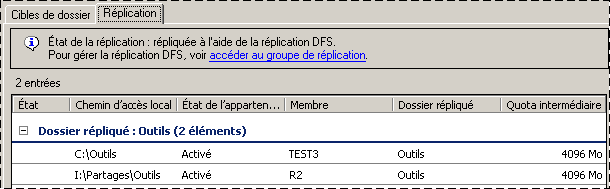 Cibles de dossier Réplication
État de la réplication : répliquée à l'aide de la réplication DFS.
Pour gérer la réplication DFS, voir accéder au groupe de réplication.
2 entrées
État Chemin d'accès local État de l'apparten... Membre Dossier répliqué Quota intermédiaire
Dossier répliqué : Outils (2 éléments)
C:\Outils Activé TEST3 Outils 4096 Mo
I:\Partages\Outils Activé R2 Outils 4096 Mo